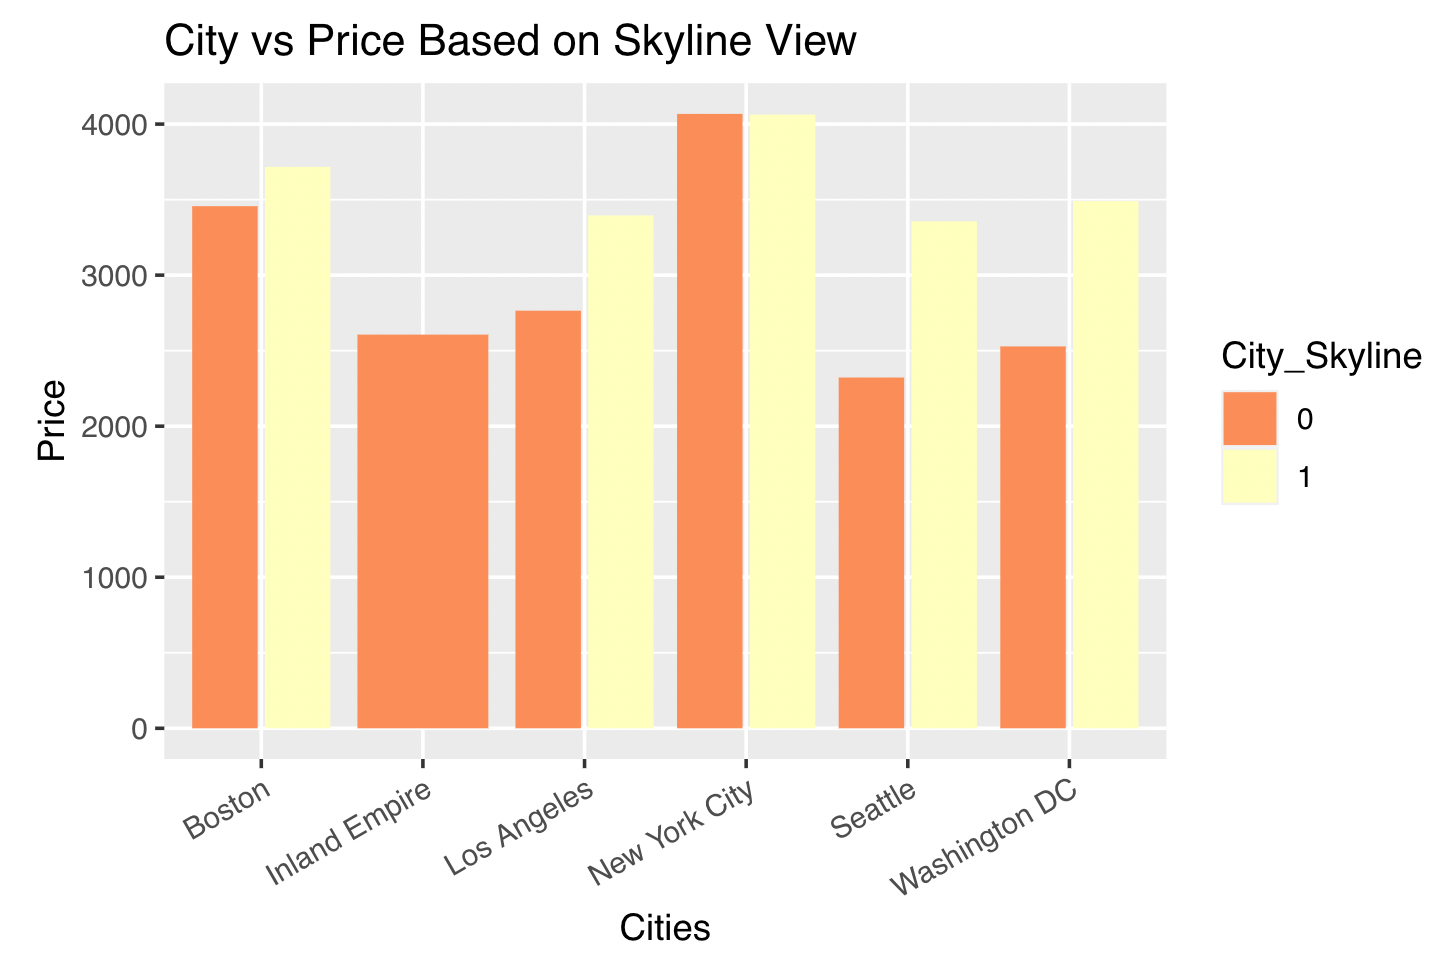 City vs Price Based on Skyline View
4000
3000
2000
1000
0
Price
Boston
Inland Empire
Los Angeles
New York City
Seattle
Washington DC
Cities
City_Skyline
0
1